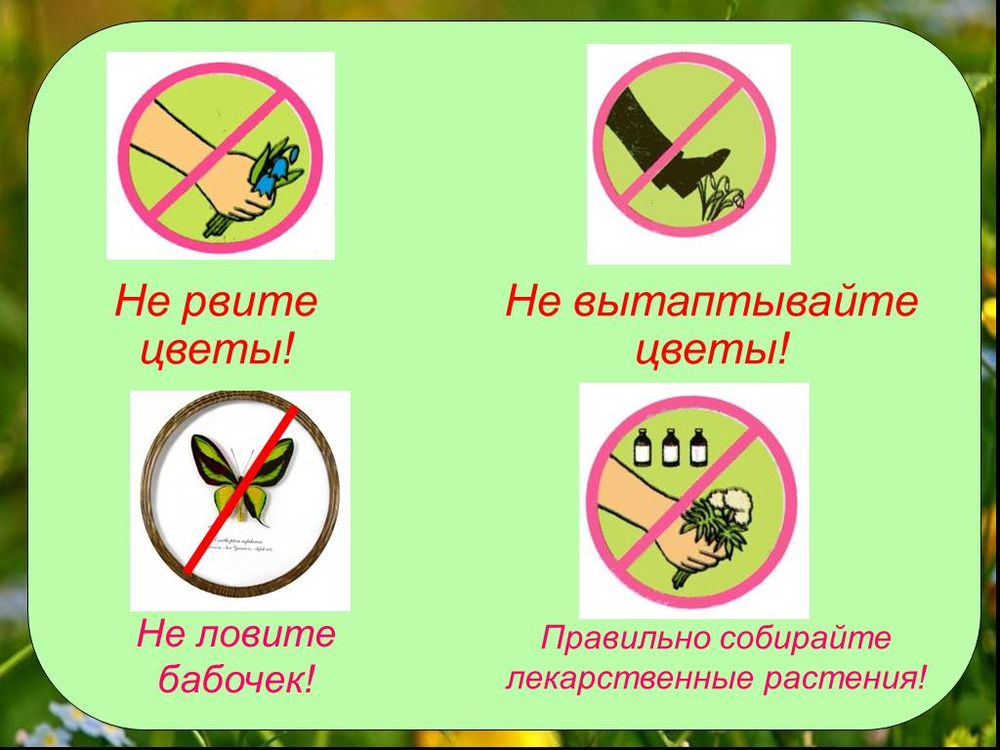 Не рвите
цветы!
Не вытаптывайте
цветы!
Не ловите
бабочек!
Правильно собирайте
лекарственные растения!